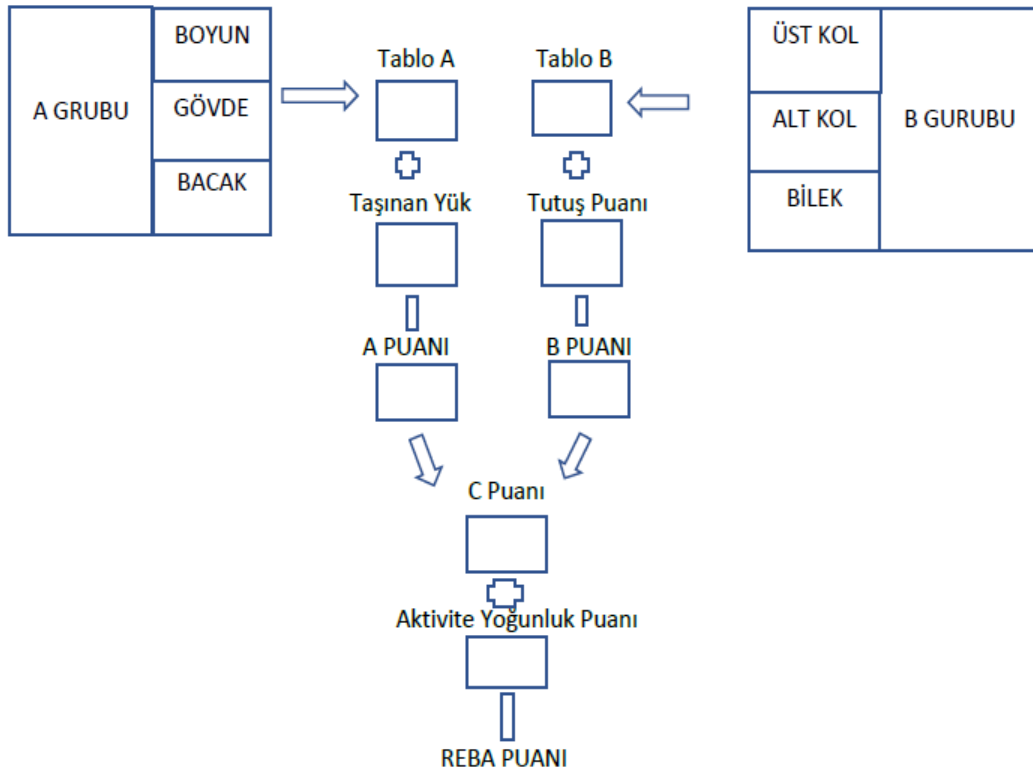 A GRUBU
BOYUN
GÖVDE
BACAK
Tablo A
Tablo B
ÜST KOL
ALT KOL
BİLEK
B GURUBU
Taşınan Yük
Tutuş Puanı
A PUANI
B PUANI
C Puanı
Aktivite Yoğunluk Puanı
REBA PUANI